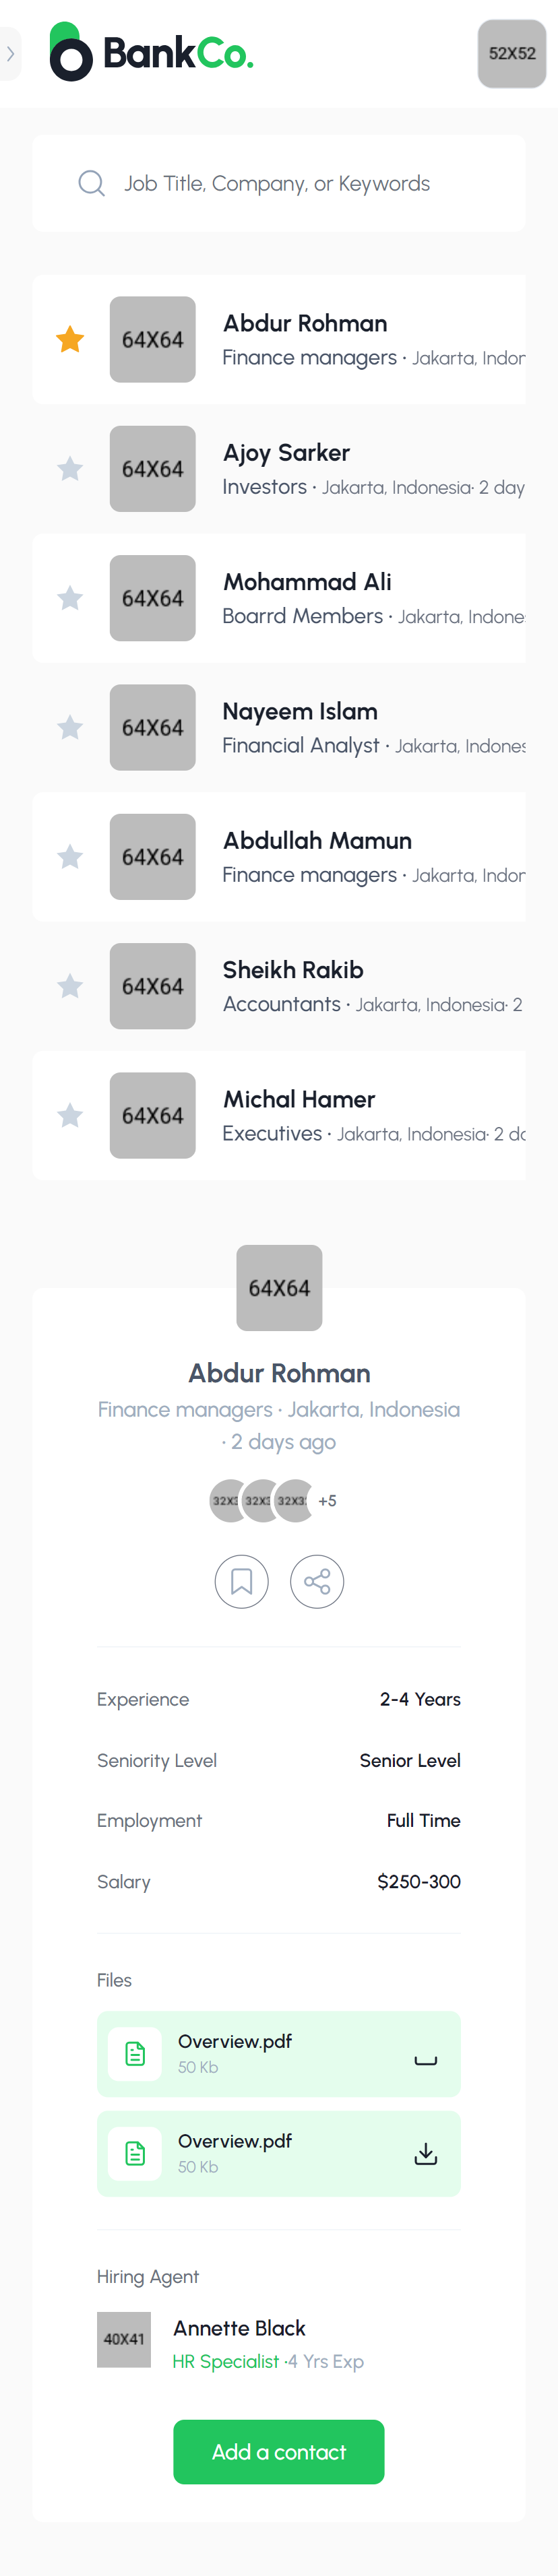 BankCo.
52X52
Job Title, Company, or Keywords
64X64
Abdur Rohman
Finance managers · Jakarta, Indon
64X64
Ajoy Sarker
Investors · Jakarta, Indonesia· 2 day
64X64
Mohammad Ali
Boarrd Members · Jakarta, Indones
64X64
Nayeem Islam
Financial Analyst · Jakarta, Indones
64X64
Abdullah Mamun
Finance managers · Jakarta, Indon
64X64
Sheikh Rakib
Accountants · Jakarta, Indonesia· 2
64X64
Michal Hamer
Executives · Jakarta, Indonesia· 2 da
64X64
Abdur Rohman
Finance managers · Jakarta, Indonesia
· 2 days ago
32X3 32X3 32X3 +5
Experience 2-4 Years
Seniority Level Senior Level
Employment Full Time
Salary $250-300
Files
Overview.pdf
50 Kb
Overview.pdf
50 Kb
Hiring Agent
40X41
Annette Black
HR Specialist ·4 Yrs Exp
Add a contact